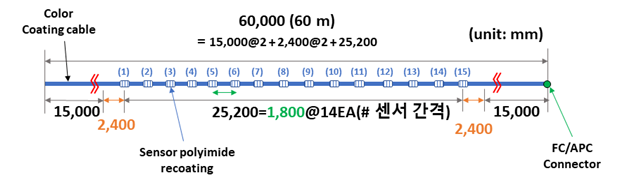 Color
Coating cable
60,000 (60 m)
= 15,000@2+2,400@2+25,200
(unit: mm)
(1) (2) (3) (4) (5) (6) (7) (8) (9) (10) (11) (12) (13) (14) (15)
15,000
2,400
25,200=1,800@14EA(# 센서 간격)
2,400
15,000
Sensor polyimide
recoating
FC/APC
Connector